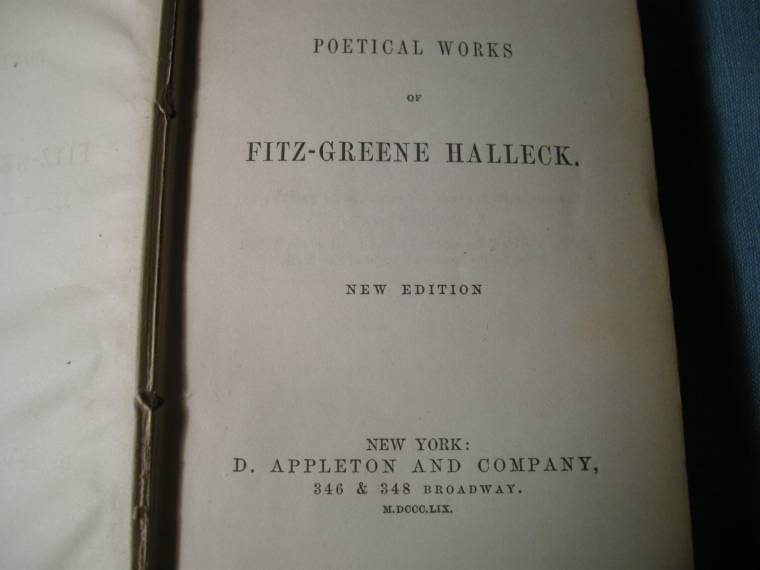 POETICAL WORKS
OF
FITZ-GREENE HALLECK.
NEW EDITION
NEW YORK:
D. APPLETON AND COMPANY,
346 & 348 BROADWAY.
M.DCCC.LIX.